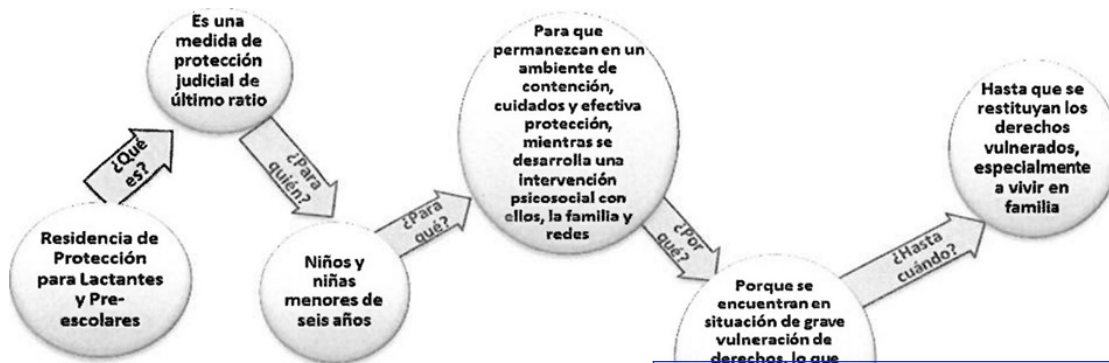 Residencia de
Protección
para Lactantes
y Pre-
escolares
¿Qué
es?
Es una
medida de
protección
judicial de
último ratio
¿Para
quién?
Niños y
niñas
menores de
seis años
¿Para
qué?
Para que
permanezcan en un
ambiente de
contención,
cuidados y efectiva
protección,
mientras se
desarrolla una
intervención
psicosocial con
ellos, la familia y
redes
¿Por
qué?
Porque se
encuentran en
situación de grave
vulneración de
derechos, lo que
¿Hasta
cuándo?
Hasta que se
restituyan los
derechos
vulnerados,
especialmente
a vivir en
familia